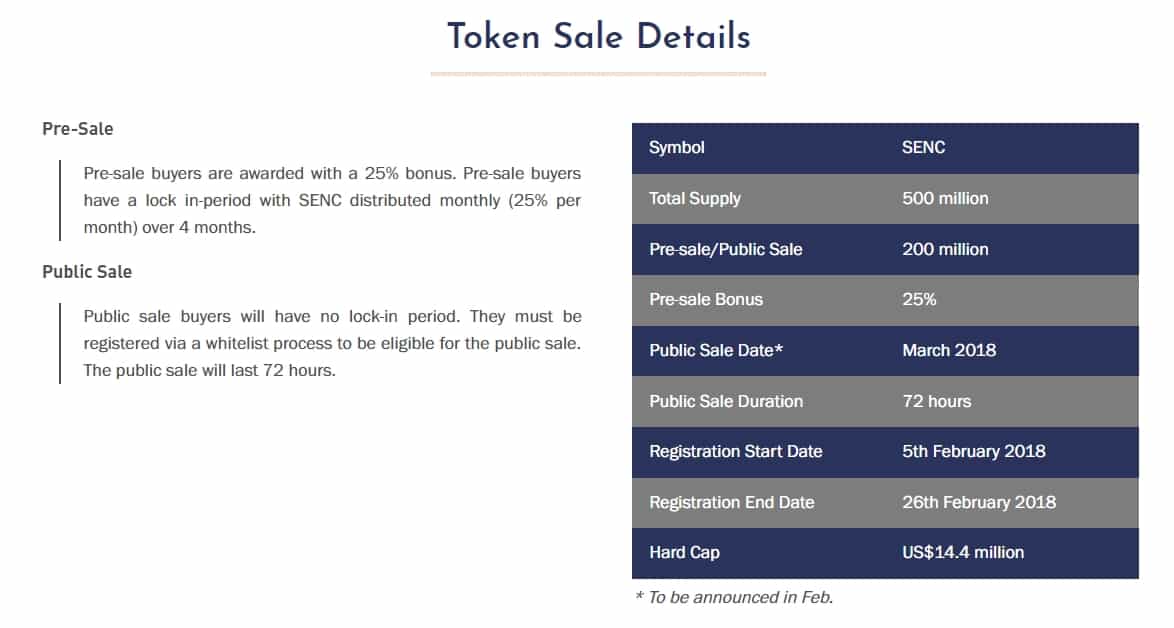 Token Sale Details
Pre-Sale
Pre-sale buyers are awarded with a 25% bonus. Pre-sale buyers
have a lock in-period with SENC distributed monthly (25% per
month) over 4 months.
Public Sale
Public sale buyers will have no lock-in period. They must be
registered via a whitelist process to be eligible for the public sale.
The public sale will last 72 hours.
Symbol SENC
Total Supply 500 million
Pre-sale/Public Sale 200 million
Pre-sale Bonus 25%
Public Sale Date* March 2018
Public Sale Duration 72 hours
Registration Start Date 5th February 2018
Registration End Date 26th February 2018
Hard Cap US$14.4 million
* To be announced in Feb.